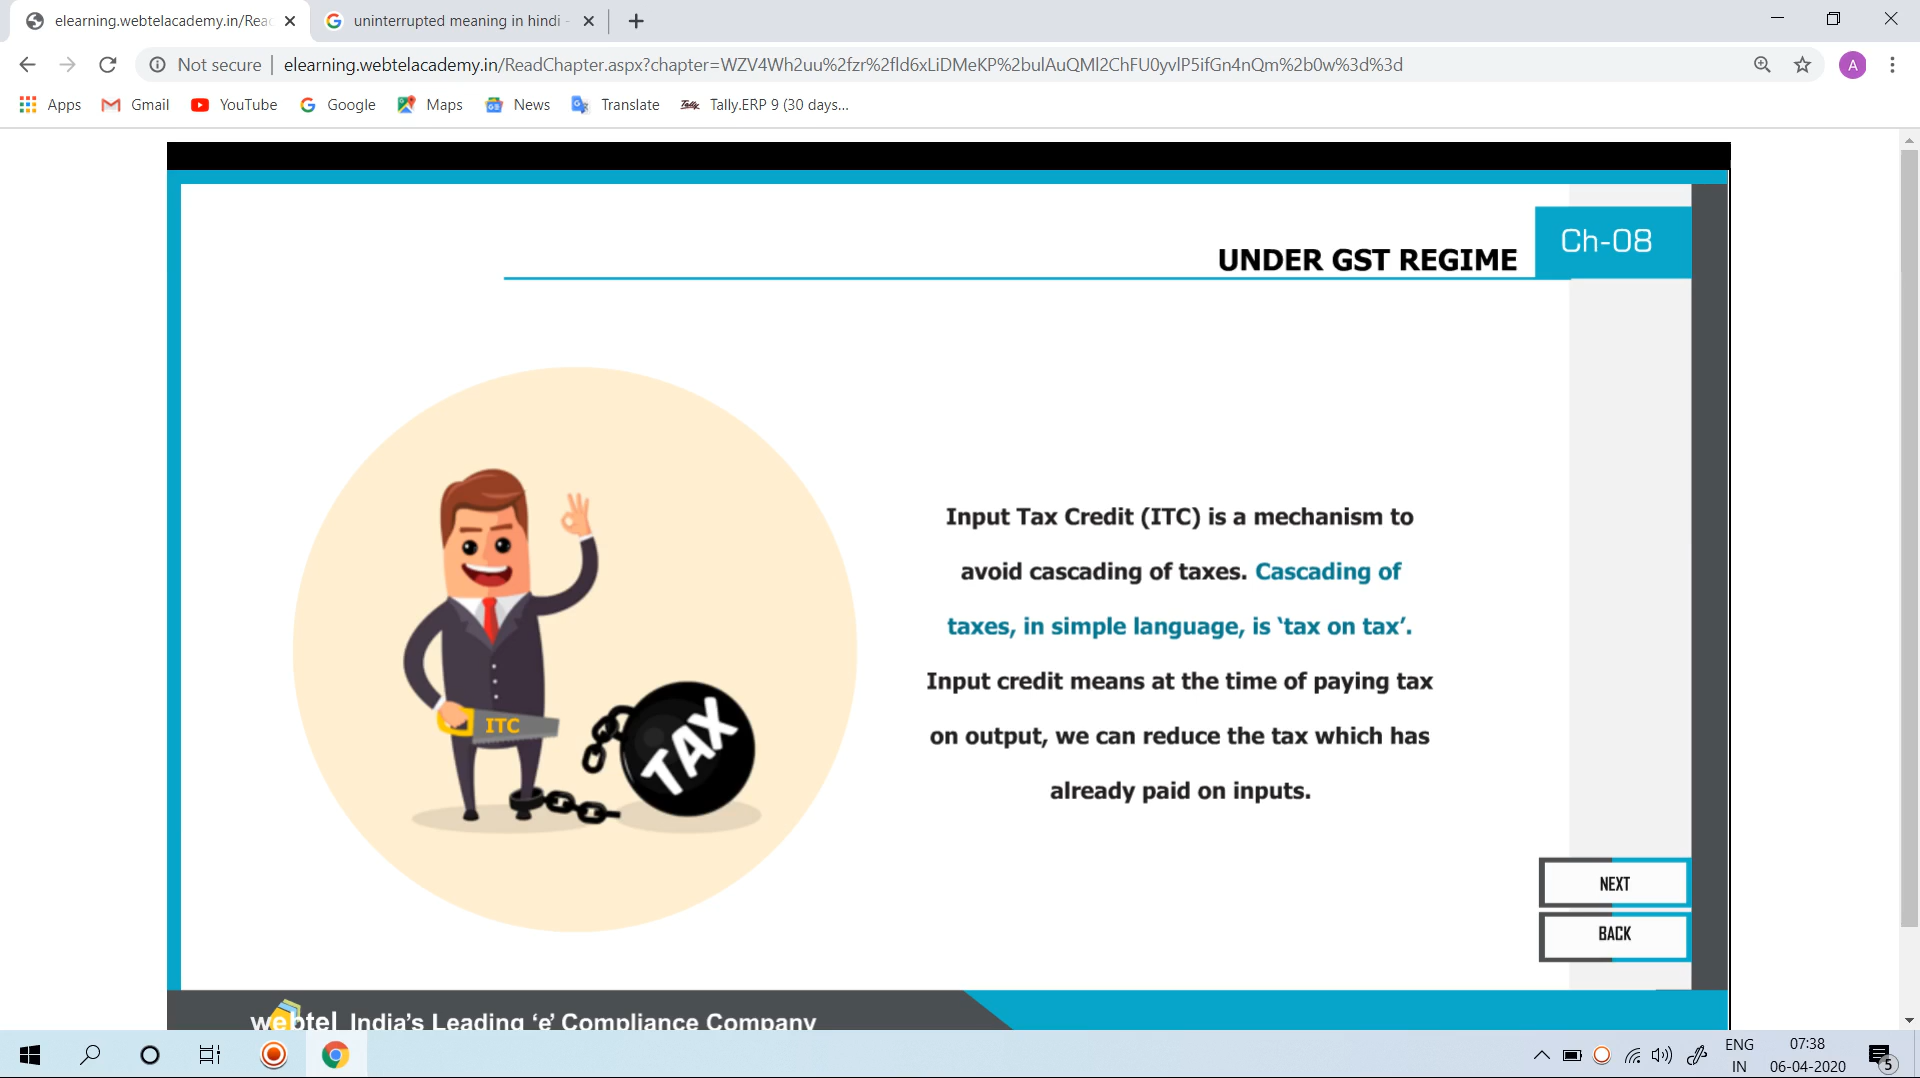 elearning.webtelacademy.in/Rea
uninterrupted meaning in hindi -
Not secure
elearning.webtelacademy.in/ReadChapter.aspx?chapter=WZV4Wh2uu%2fzr%2fld6xLiDMeKP%2bulAuQMl2ChFU0yvlP5ifGn4nQm%2b0w%3d%3d
A
Apps Gmail YouTube Google Maps News Translate Tally.ERP 9 (30 days...
Ch-08
UNDER GST REGIME
Input Tax Credit (ITC) is a mechanism to
avoid cascading of taxes. Cascading of
taxes, in simple language, is ‘tax on tax’.
Input credit means at the time of paying tax
on output, we can reduce the tax which has
already paid on inputs.
ITC
TAX
NEXT
BACK
webtel India's Leading ‘e’ Compliance Company
ENG
IN
07:38
06-04-2020
5